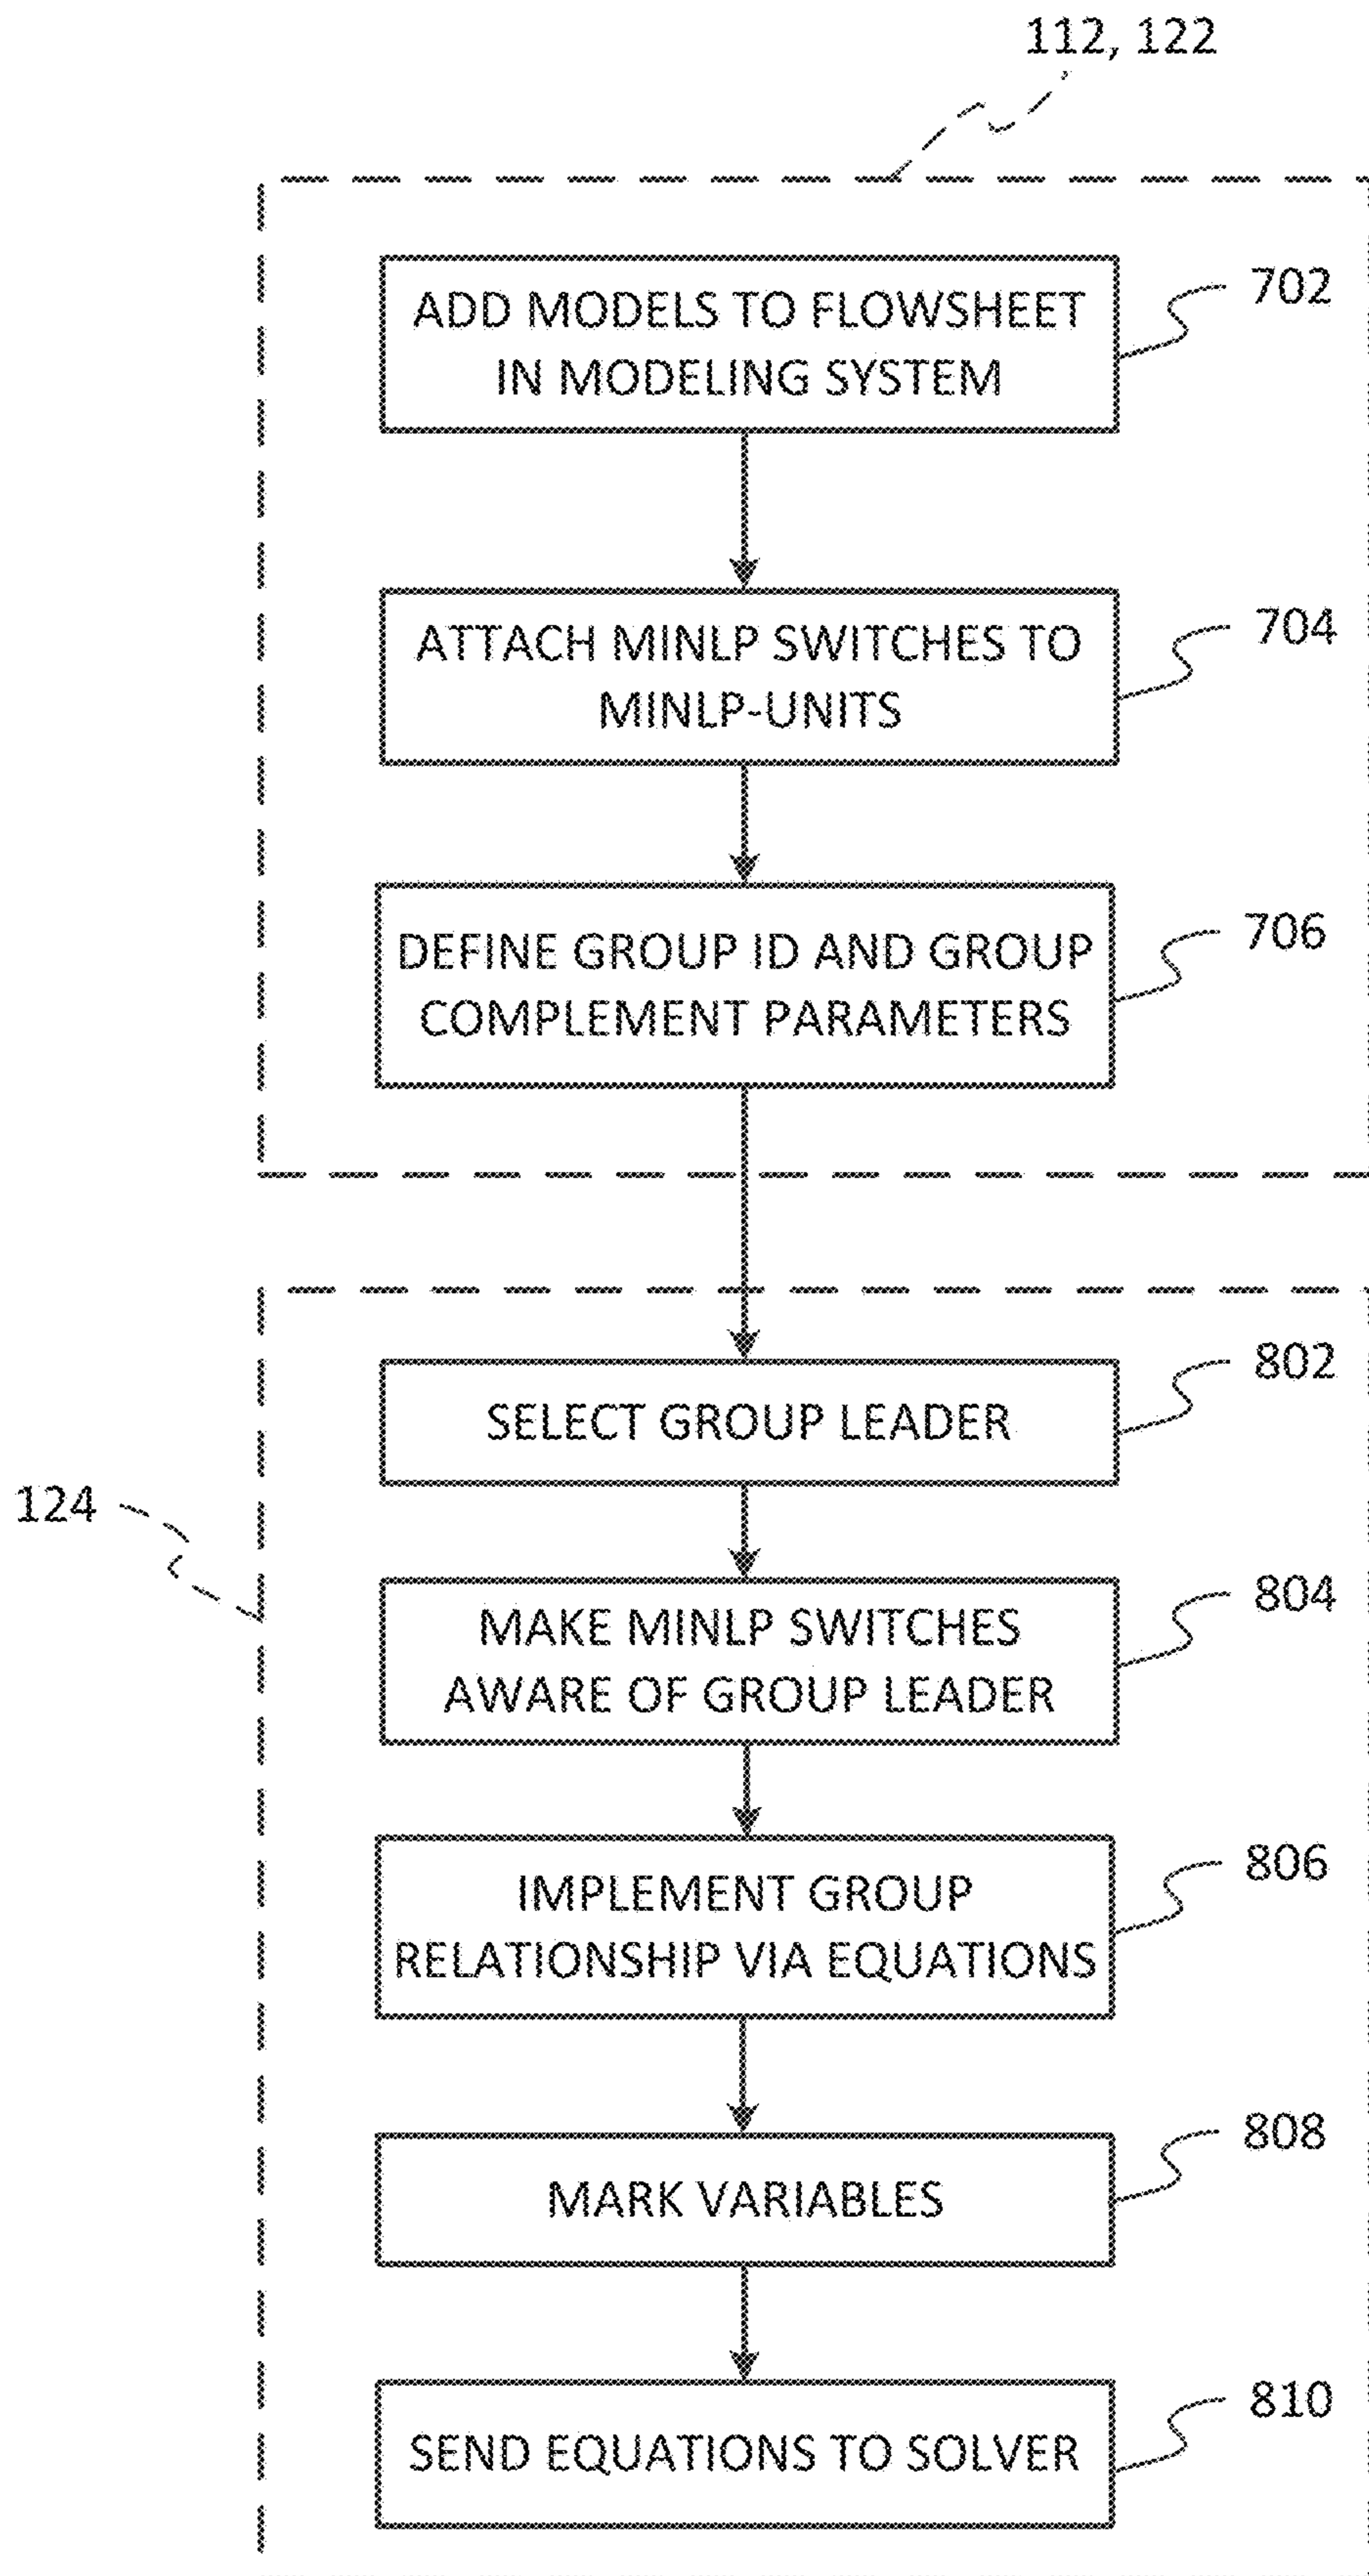 112, 122
ADD MODELS TO FLOWSHEET
IN MODELING SYSTEM
702
ATTACH MINLP SWITCHES TO
MINLP-UNITS
704
DEFINE GROUP ID AND GROUP
COMPLEMENT PARAMETERS
706
SELECT GROUP LEADER
802
124
MAKE MINLP SWITCHES
AWARE OF GROUP LEADER
804
IMPLEMENT GROUP
RELATIONSHIP VIA EQUATIONS
806
MARK VARIABLES
808
SEND EQUATIONS TO SOLVER
810